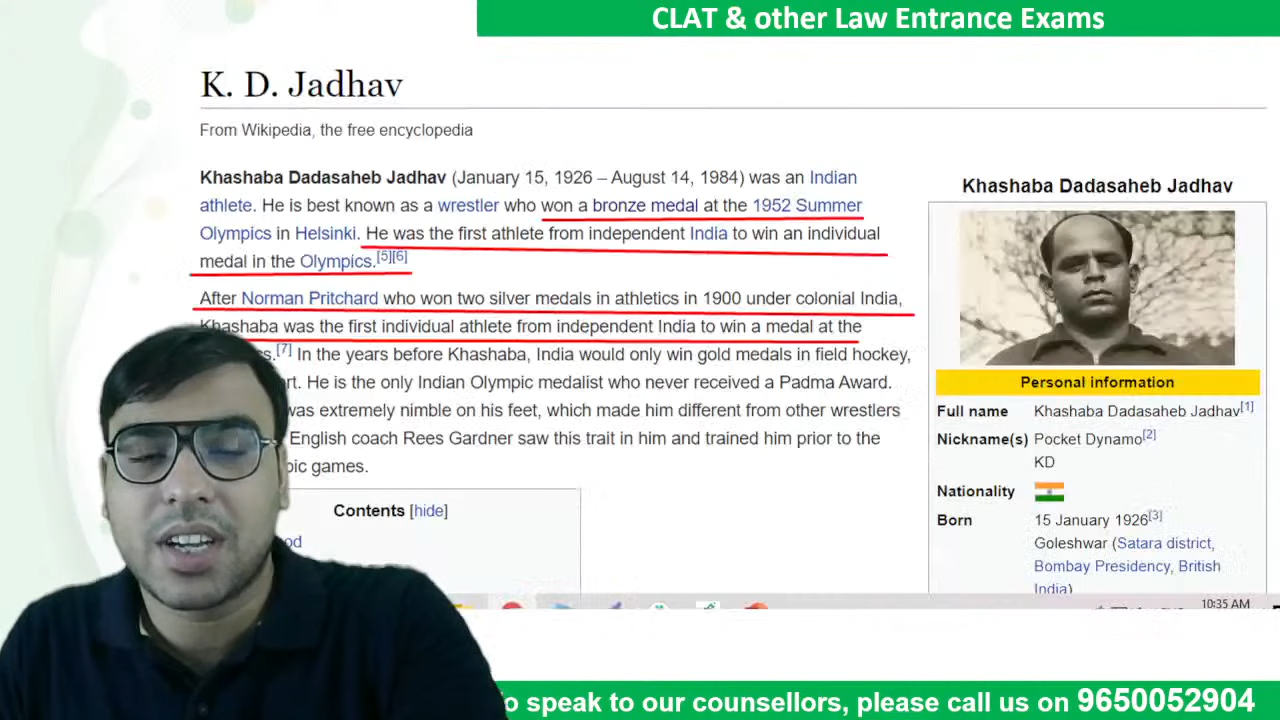 CLAT & other Law Entrance Exams
K. D. Jadhav
From Wikipedia, the free encyclopedia
Khashaba Dadasaheb Jadhav (January 15, 1926 – August 14, 1984) was an Indian
athlete. He is best known as a wrestler who won a bronze medal at the 1952 Summer
Olympics in Helsinki. He was the first athlete from independent India to win an individual
medal in the Olympics.[5][6]
After Norman Pritchard who won two silver medals in athletics in 1900 under colonial India,
Khashaba was the first individual athlete from independent India to win a medal at the
[7] In the years before Khashaba, India would only win gold medals in field hockey,
He is the only Indian Olympic medalist who never received a Padma Award.
was extremely nimble on his feet, which made him different from other wrestlers
English coach Rees Gardner saw this trait in him and trained him prior to the
games.
Contents [hide]
Khashaba Dadasaheb Jadhav
Personal information
Full name Khashaba Dadasaheb Jadhav[1]
Nickname(s) Pocket Dynamo[2]
KD
Nationality
Born 15 January 1926[3]
Goleshwar (Satara district,
Bombay Presidency, British
India)
10:35 AM
speak to our counsellors, please call us on 9650052904